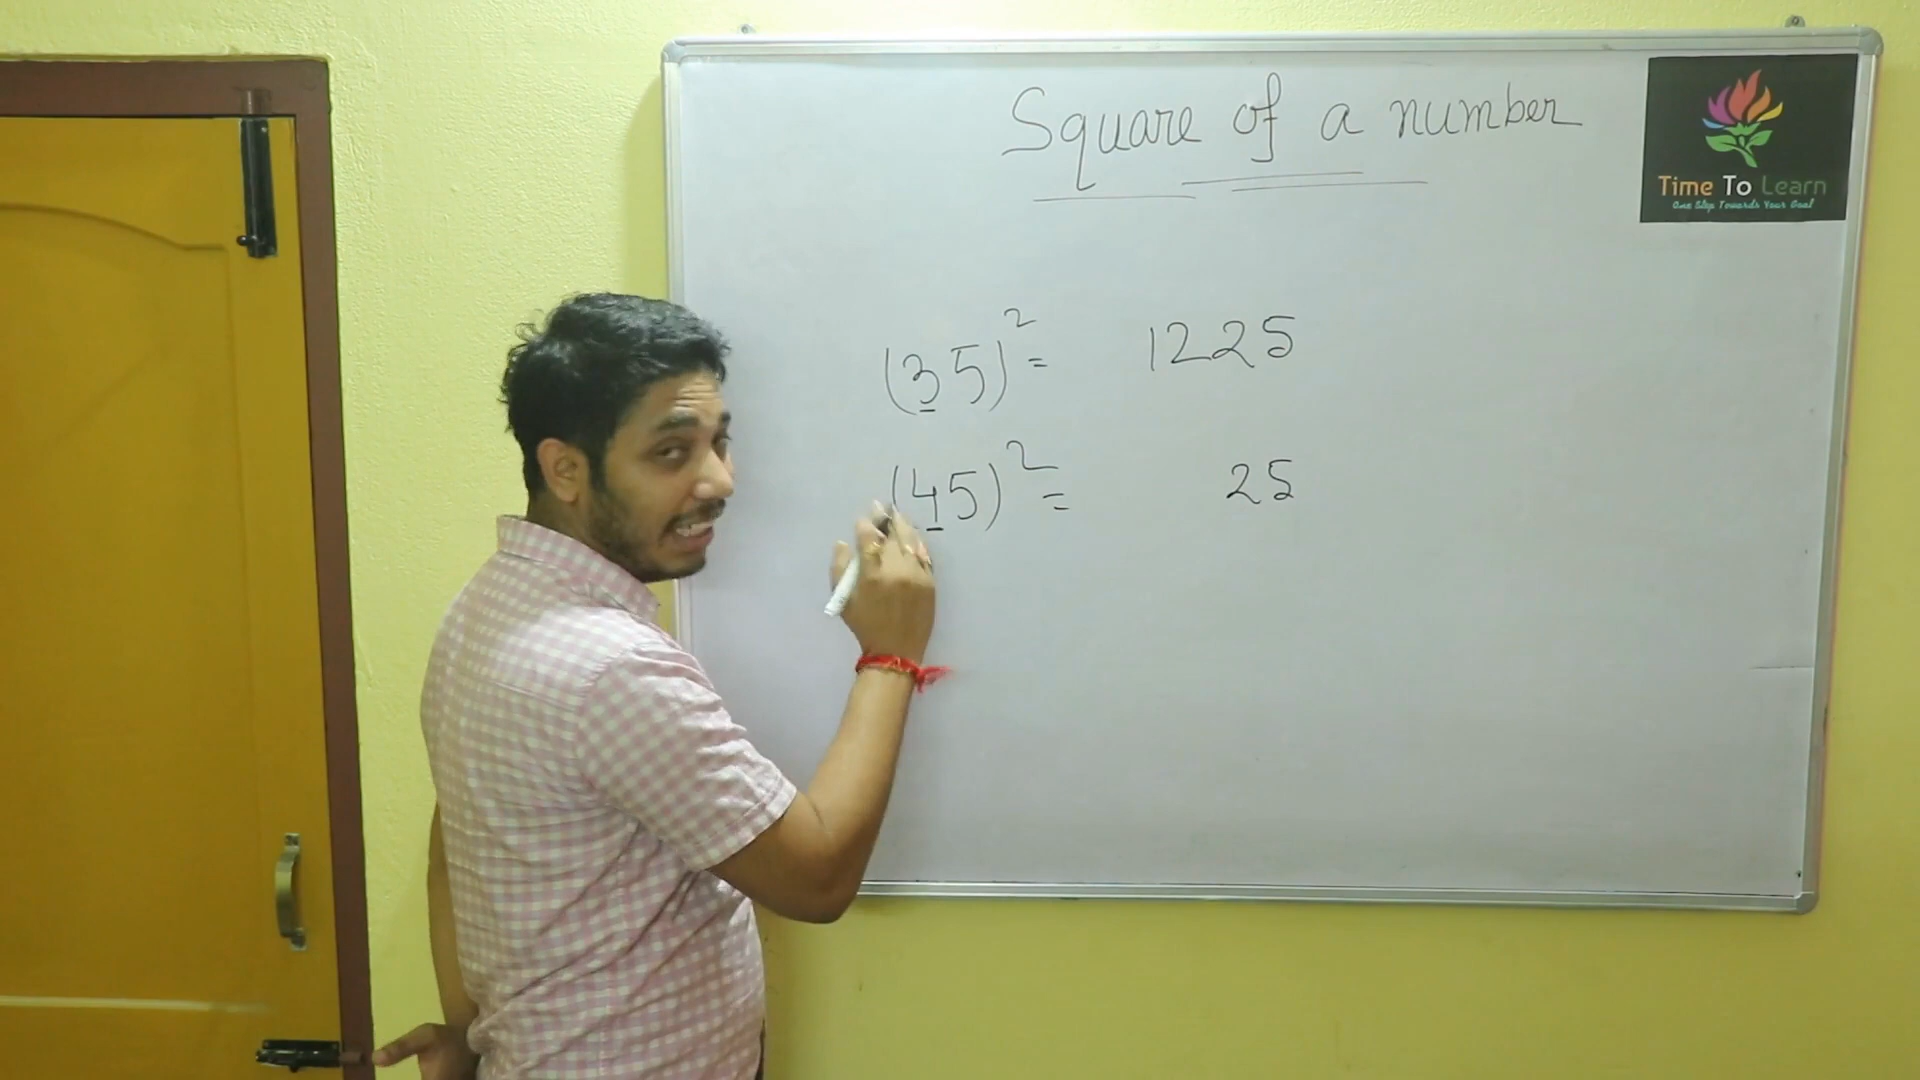 Square of a number
Time To Learn
One Step Towards Your Goal
(35)² = 1225
(45)² = 25